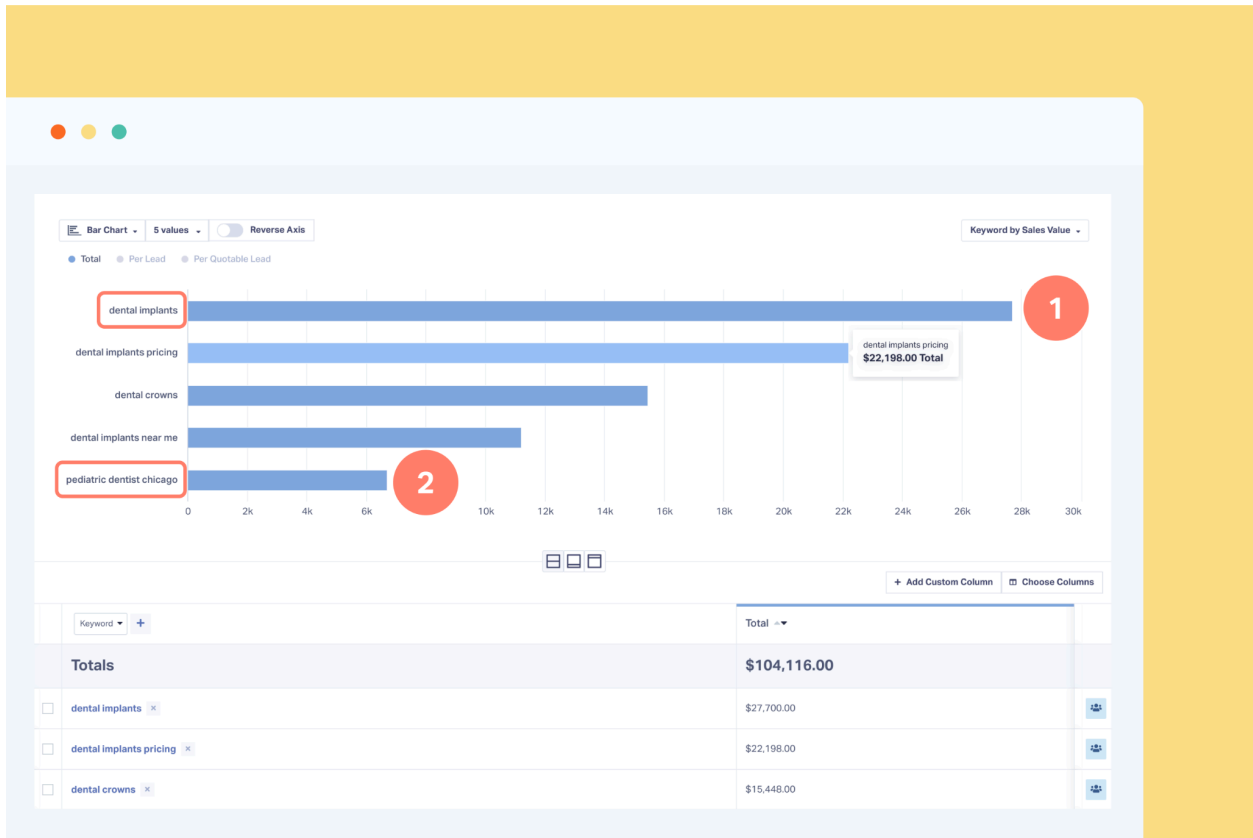 Bar Chart 5 values Reverse Axis Keyword by Sales Value
Total Per Lead Per Quotable Lead
dental implants 1
dental implants pricing
dental implants pricing
$22,198.00 Total
dental crowns
dental implants near me
pediatric dentist chicago 2
0 2k 4k 6k 10k 12k 14k 16k 18k 20k 22k 24k 26k 28k 30k
+ Add Custom Column Choose Columns
Keyword + Total
Totals $104,116.00
dental implants × $27,700.00
dental implants pricing × $22,198.00
dental crowns × $15,448.00